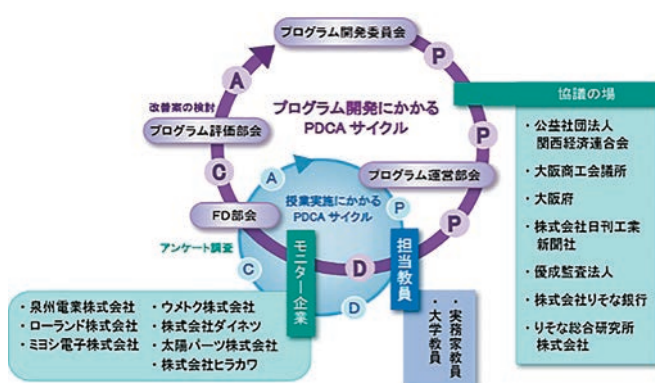 プログラム開発委員会
A
P
改善案の検討
プログラム開発にかかる
PDCAサイクル
プログラム評価部会
P
C
A
授業実施にかかる
PDCAサイクル
プログラム運営部会
P
FD部会
P
アンケート調査
C
D
D
モニター企業
担当教員
・実務家教員
・大学教員
協議の場
・公益社団法人
関西経済連合会
・大阪商工会議所
・大阪府
・株式会社日刊工業
新聞社
・優成監査法人
・株式会社りそな銀行
・りそな総合研究所
株式会社
・泉州電業株式会社
・ローランド株式会社
・ミヨシ電子株式会社
・ウメトク株式会社
・株式会社ダイネツ
・太陽パーツ株式会社
・株式会社ヒラカワ